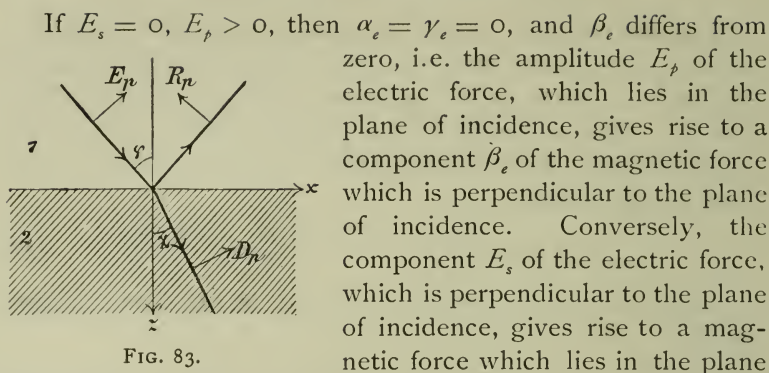 If E_s = 0, E_p > 0, then α_e = γ_e = 0, and β_e differs from
zero, i.e. the amplitude E_p of the
electric force, which lies in the
plane of incidence, gives rise to a
component β_e of the magnetic force
which is perpendicular to the plane
of incidence. Conversely, the
component E_s of the electric force,
which is perpendicular to the plane
of incidence, gives rise to a mag-
netic force which lies in the plane
E_p
R_p
φ
1
x
2
χ
D_p
z
FIG. 83.